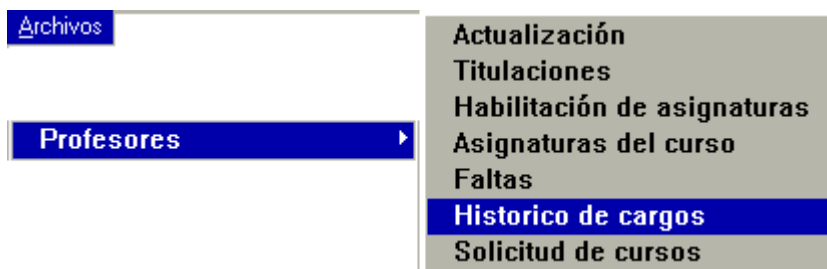 Archivos
Profesores
Actualización
Titulaciones
Habilitación de asignaturas
Asignaturas del curso
Faltas
Historico de cargos
Solicitud de cursos